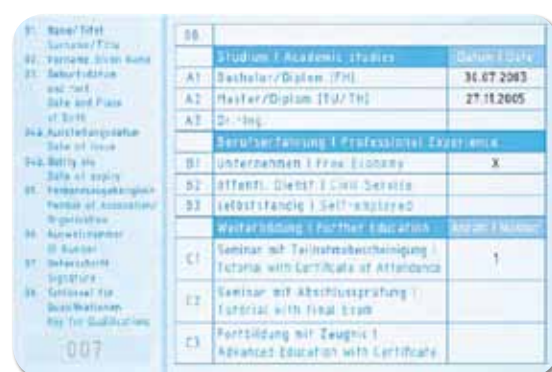 01. Name/Titel
Surname/Title
02. Vorname Given Name
03. Geburtsdatum
und -ort
Date and Place
of Birth
04a. Ausstellungsdatum
Date of issue
04b. Gültig bis
Date of expiry
Organisation
06. Ausweisnummer
ID Number
07. Unterschrift
Signature
08. Schlüssel für
Qualifikationen
Key for Qualifications
007
08
Studium I Academic studies Datum I Date
A1 Bachelor/Diplom (FH) 30.07.2003
A2 Master/Diplom (TU/TH) 27.11.2005
A3 Dr.-Ing.
Berufserfahrung I Professional Experience
B1 Unternehmen I Free Economy X
B2 öffentl. Dienst I Civil Service
B3 selbstständig I Self-employed
Weiterbildung I Further Education Anzahl I Number
C1 Seminar mit Teilnahmebescheinigung I
Tutorial with Certificate of Attendance 1
C2 Seminar mit Abschlussprüfung I
Tutorial with final Exam
C3 Fortbildung mit Zeugnis I
Advanced Education with Certificate